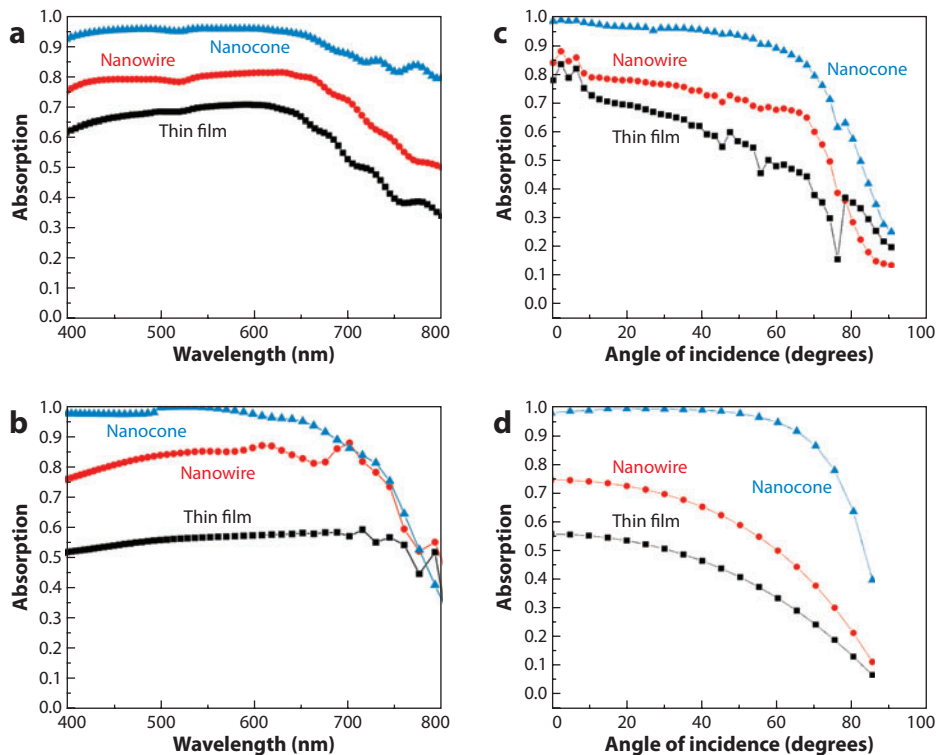 a
Absorption
1.0
0.9
0.8
0.7
0.6
0.5
0.4
0.3
0.2
0.1
0.0
Nanocone
Nanowire
Thin film
400 500 600 700 800
Wavelength (nm)
c
Absorption
1.0
0.9
0.8
0.7
0.6
0.5
0.4
0.3
0.2
0.1
0.0
Nanowire
Nanocone
Thin film
0 20 40 60 80 100
Angle of incidence (degrees)
b
Absorption
1.0
0.9
0.8
0.7
0.6
0.5
0.4
0.3
0.2
0.1
0.0
Nanocone
Nanowire
Thin film
400 500 600 700 800
Wavelength (nm)
d
Absorption
1.0
0.9
0.8
0.7
0.6
0.5
0.4
0.3
0.2
0.1
0.0
Nanowire
Nanocone
Thin film
0 20 40 60 80 100
Angle of incidence (degrees)